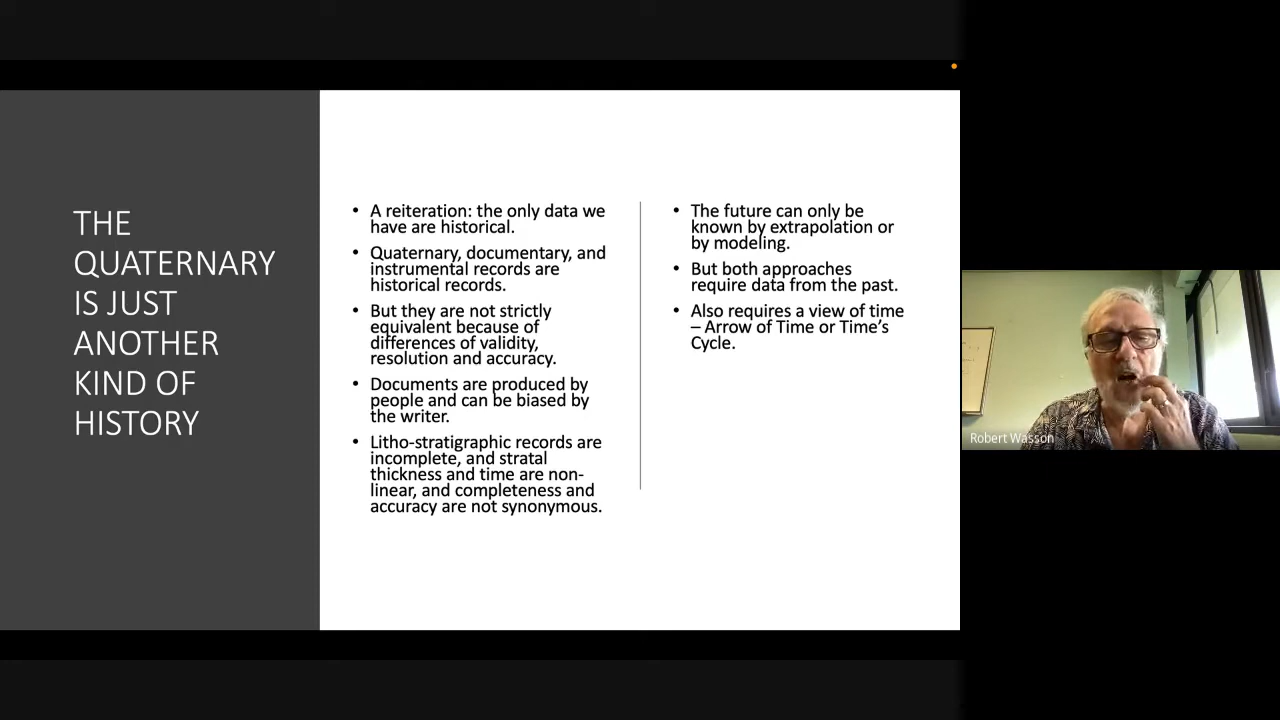 THE
QUATERNARY
IS JUST
ANOTHER
KIND OF
HISTORY
• A reiteration: the only data we
have are historical.
• Quaternary, documentary, and
instrumental records are
historical records.
• But they are not strictly
equivalent because of
differences of validity,
resolution and accuracy.
• Documents are produced by
people and can be biased by
the writer.
• Litho-stratigraphic records are
incomplete, and stratal
thickness and time are non-
linear, and completeness and
accuracy are not synonymous.
• The future can only be
known by extrapolation or
by modeling.
• But both approaches
require data from the past.
• Also requires a view of time
– Arrow of Time or Time’s
Cycle.
Robert Wasson